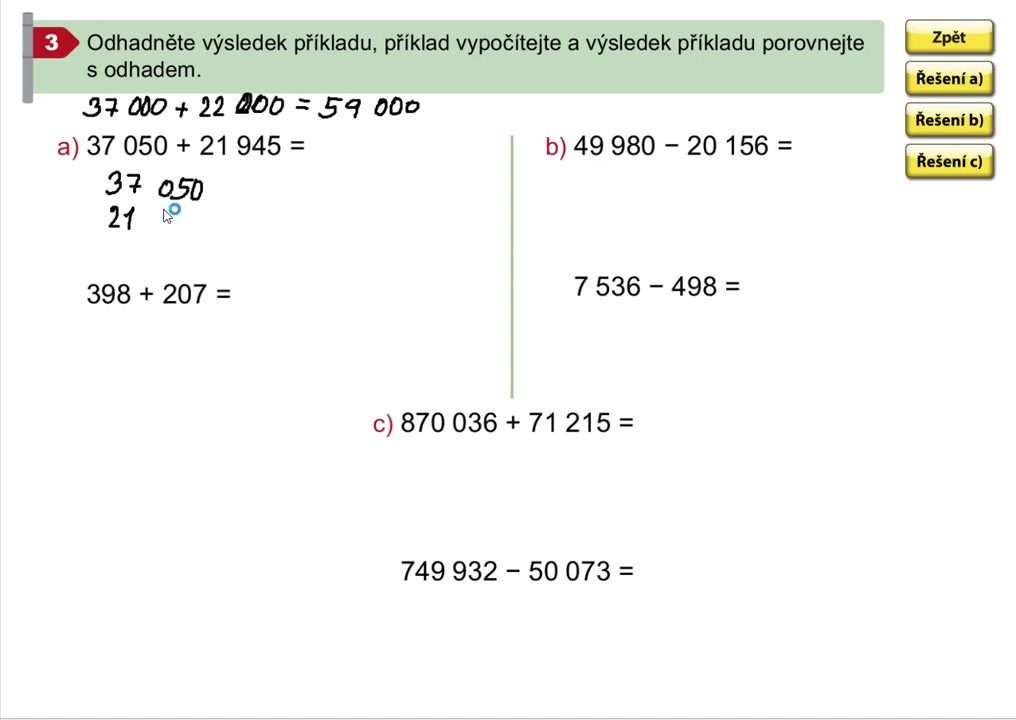 3 Odhadněte výsledek příkladu, příklad vypočítejte a výsledek příkladu porovnejte
s odhadem.
Zpět
Řešení a)
Řešení b)
Řešení c)
37 000 + 22 000 = 59 000
a) 37 050 + 21 945 =
37 050
21
398 + 207 =
b) 49 980 − 20 156 =
7 536 − 498 =
c) 870 036 + 71 215 =
749 932 − 50 073 =